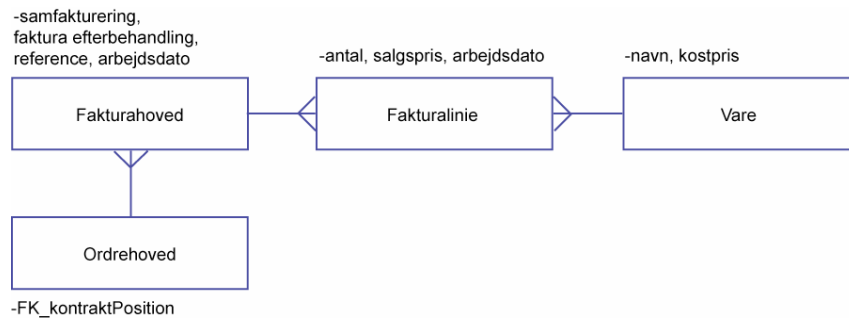 -samfakturering,
faktura efterbehandling,
reference, arbejdsdato
-antal, salgspris, arbejdsdato
-navn, kostpris
Fakturahoved
Fakturalinie
Vare
Ordrehoved
-FK_kontraktPosition